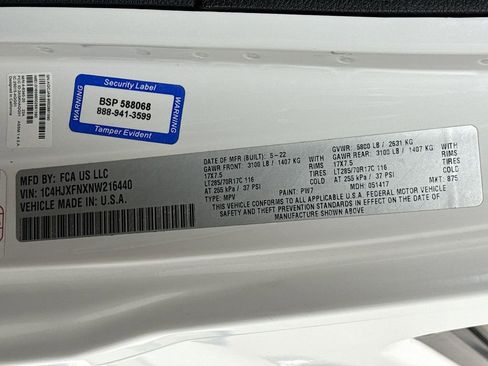 Security Label
BSP 588068
888-941-3599
Tamper Evident
MFD BY: FCA US LLC
VIN: 1C4HJXFNXNW216440
VEHICLE MADE IN: U.S.A.
DATE OF MFR (BUILT): 5-22 GVWR: 5800 LB / 2631 KG
GAWR FRONT: 3100 LB / 1407 KG GAWR REAR: 3100 LB / 1407 KG
17X7.5 RIMS 17X7.5 RIMS
LT285/70R17C 116 TIRES LT285/70R17C 116 TIRES
AT 255 kPa / 37 PSI COLD AT 255 kPa / 37 PSI COLD
TYPE: MPV PAINT: PW7 MDH: 051417 MKT: 875
THIS VEHICLE CONFORMS TO ALL APPLICABLE U.S.A. FEDERAL MOTOR VEHICLE
SAFETY AND THEFT PREVENTION STANDARDS IN EFFECT ON THE DATE OF
MANUFACTURE SHOWN ABOVE.